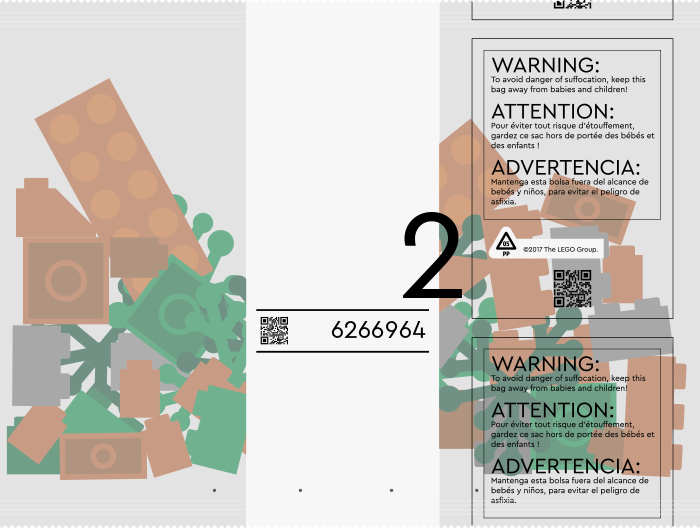 2
6266964
WARNING:
To avoid danger of suffocation, keep this
bag away from babies and children!
ATTENTION:
Pour éviter tout risque d'étouffement,
gardez ce sac hors de portée des bébés et
des enfants !
ADVERTENCIA:
Mantenga esta bolsa fuera del alcance de
bebés y niños, para evitar el peligro de
asfixia.
05
PP
©2017 The LEGO Group.
WARNING:
To avoid danger of suffocation, keep this
bag away from babies and children!
ATTENTION:
Pour éviter tout risque d'étouffement,
gardez ce sac hors de portée des bébés et
des enfants !
ADVERTENCIA:
Mantenga esta bolsa fuera del alcance de
bebés y niños, para evitar el peligro de
asfixia.